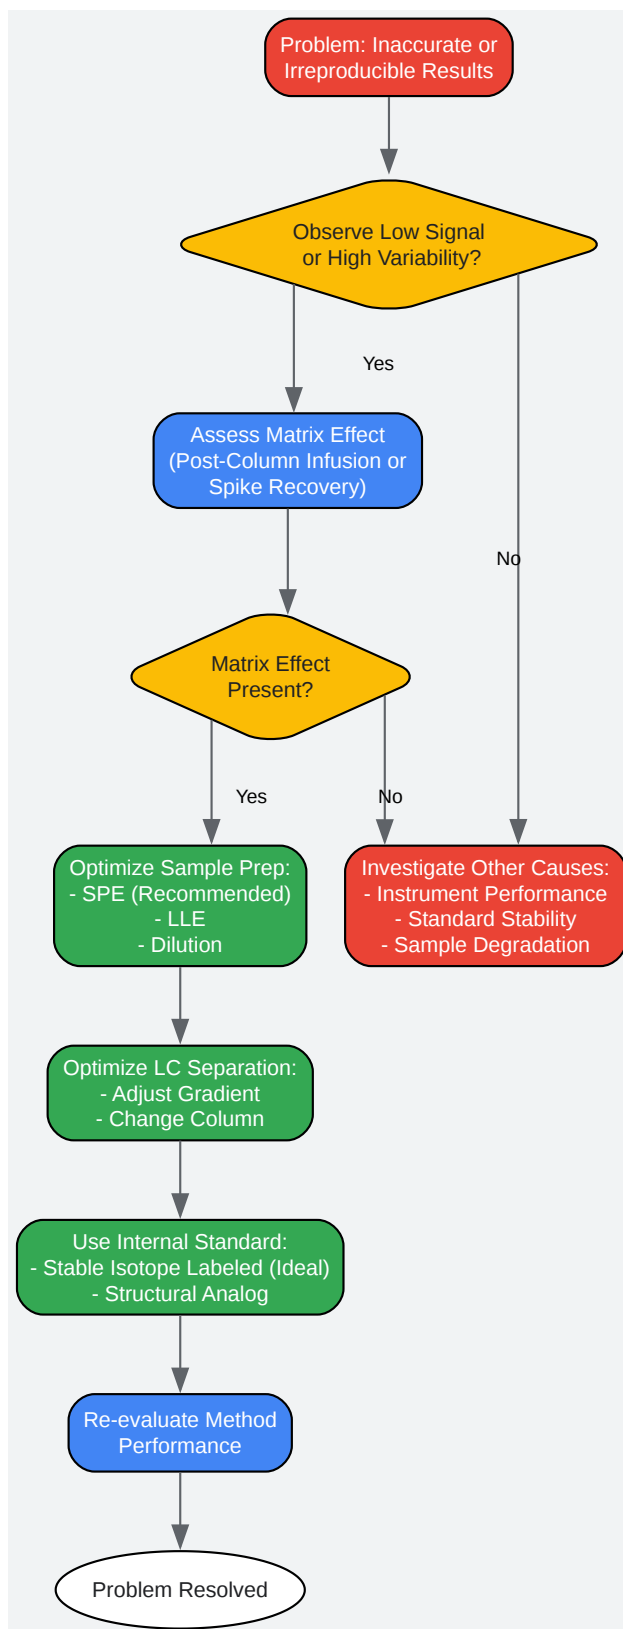 Problem: Inaccurate or
Irreproducible Results
Observe Low Signal
or High Variability?
Yes
Assess Matrix Effect
(Post-Column Infusion or
Spike Recovery)
No
Matrix Effect
Present?
Yes
No
Optimize Sample Prep:
- SPE (Recommended)
- LLE
- Dilution
Investigate Other Causes:
- Instrument Performance
- Standard Stability
- Sample Degradation
Optimize LC Separation:
- Adjust Gradient
- Change Column
Use Internal Standard:
- Stable Isotope Labeled (Ideal)
- Structural Analog
Re-evaluate Method
Performance
Problem Resolved